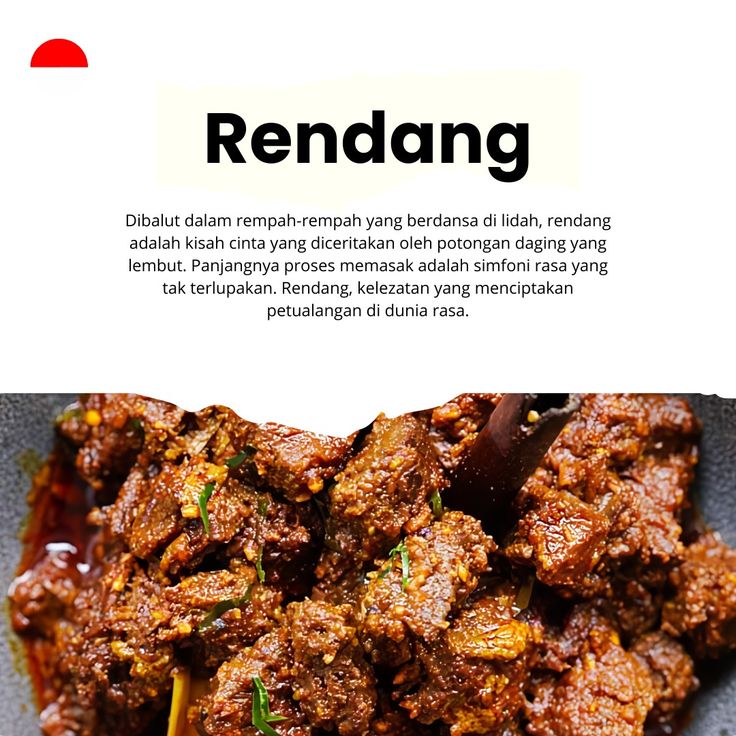 Rendang
Dibalut dalam rempah-rempah yang berdansa di lidah, rendang
adalah kisah cinta yang diceritakan oleh potongan daging yang
lembut. Panjangnya proses memasak adalah simfoni rasa yang
tak terlupakan. Rendang, kelezatan yang menciptakan
petualangan di dunia rasa.